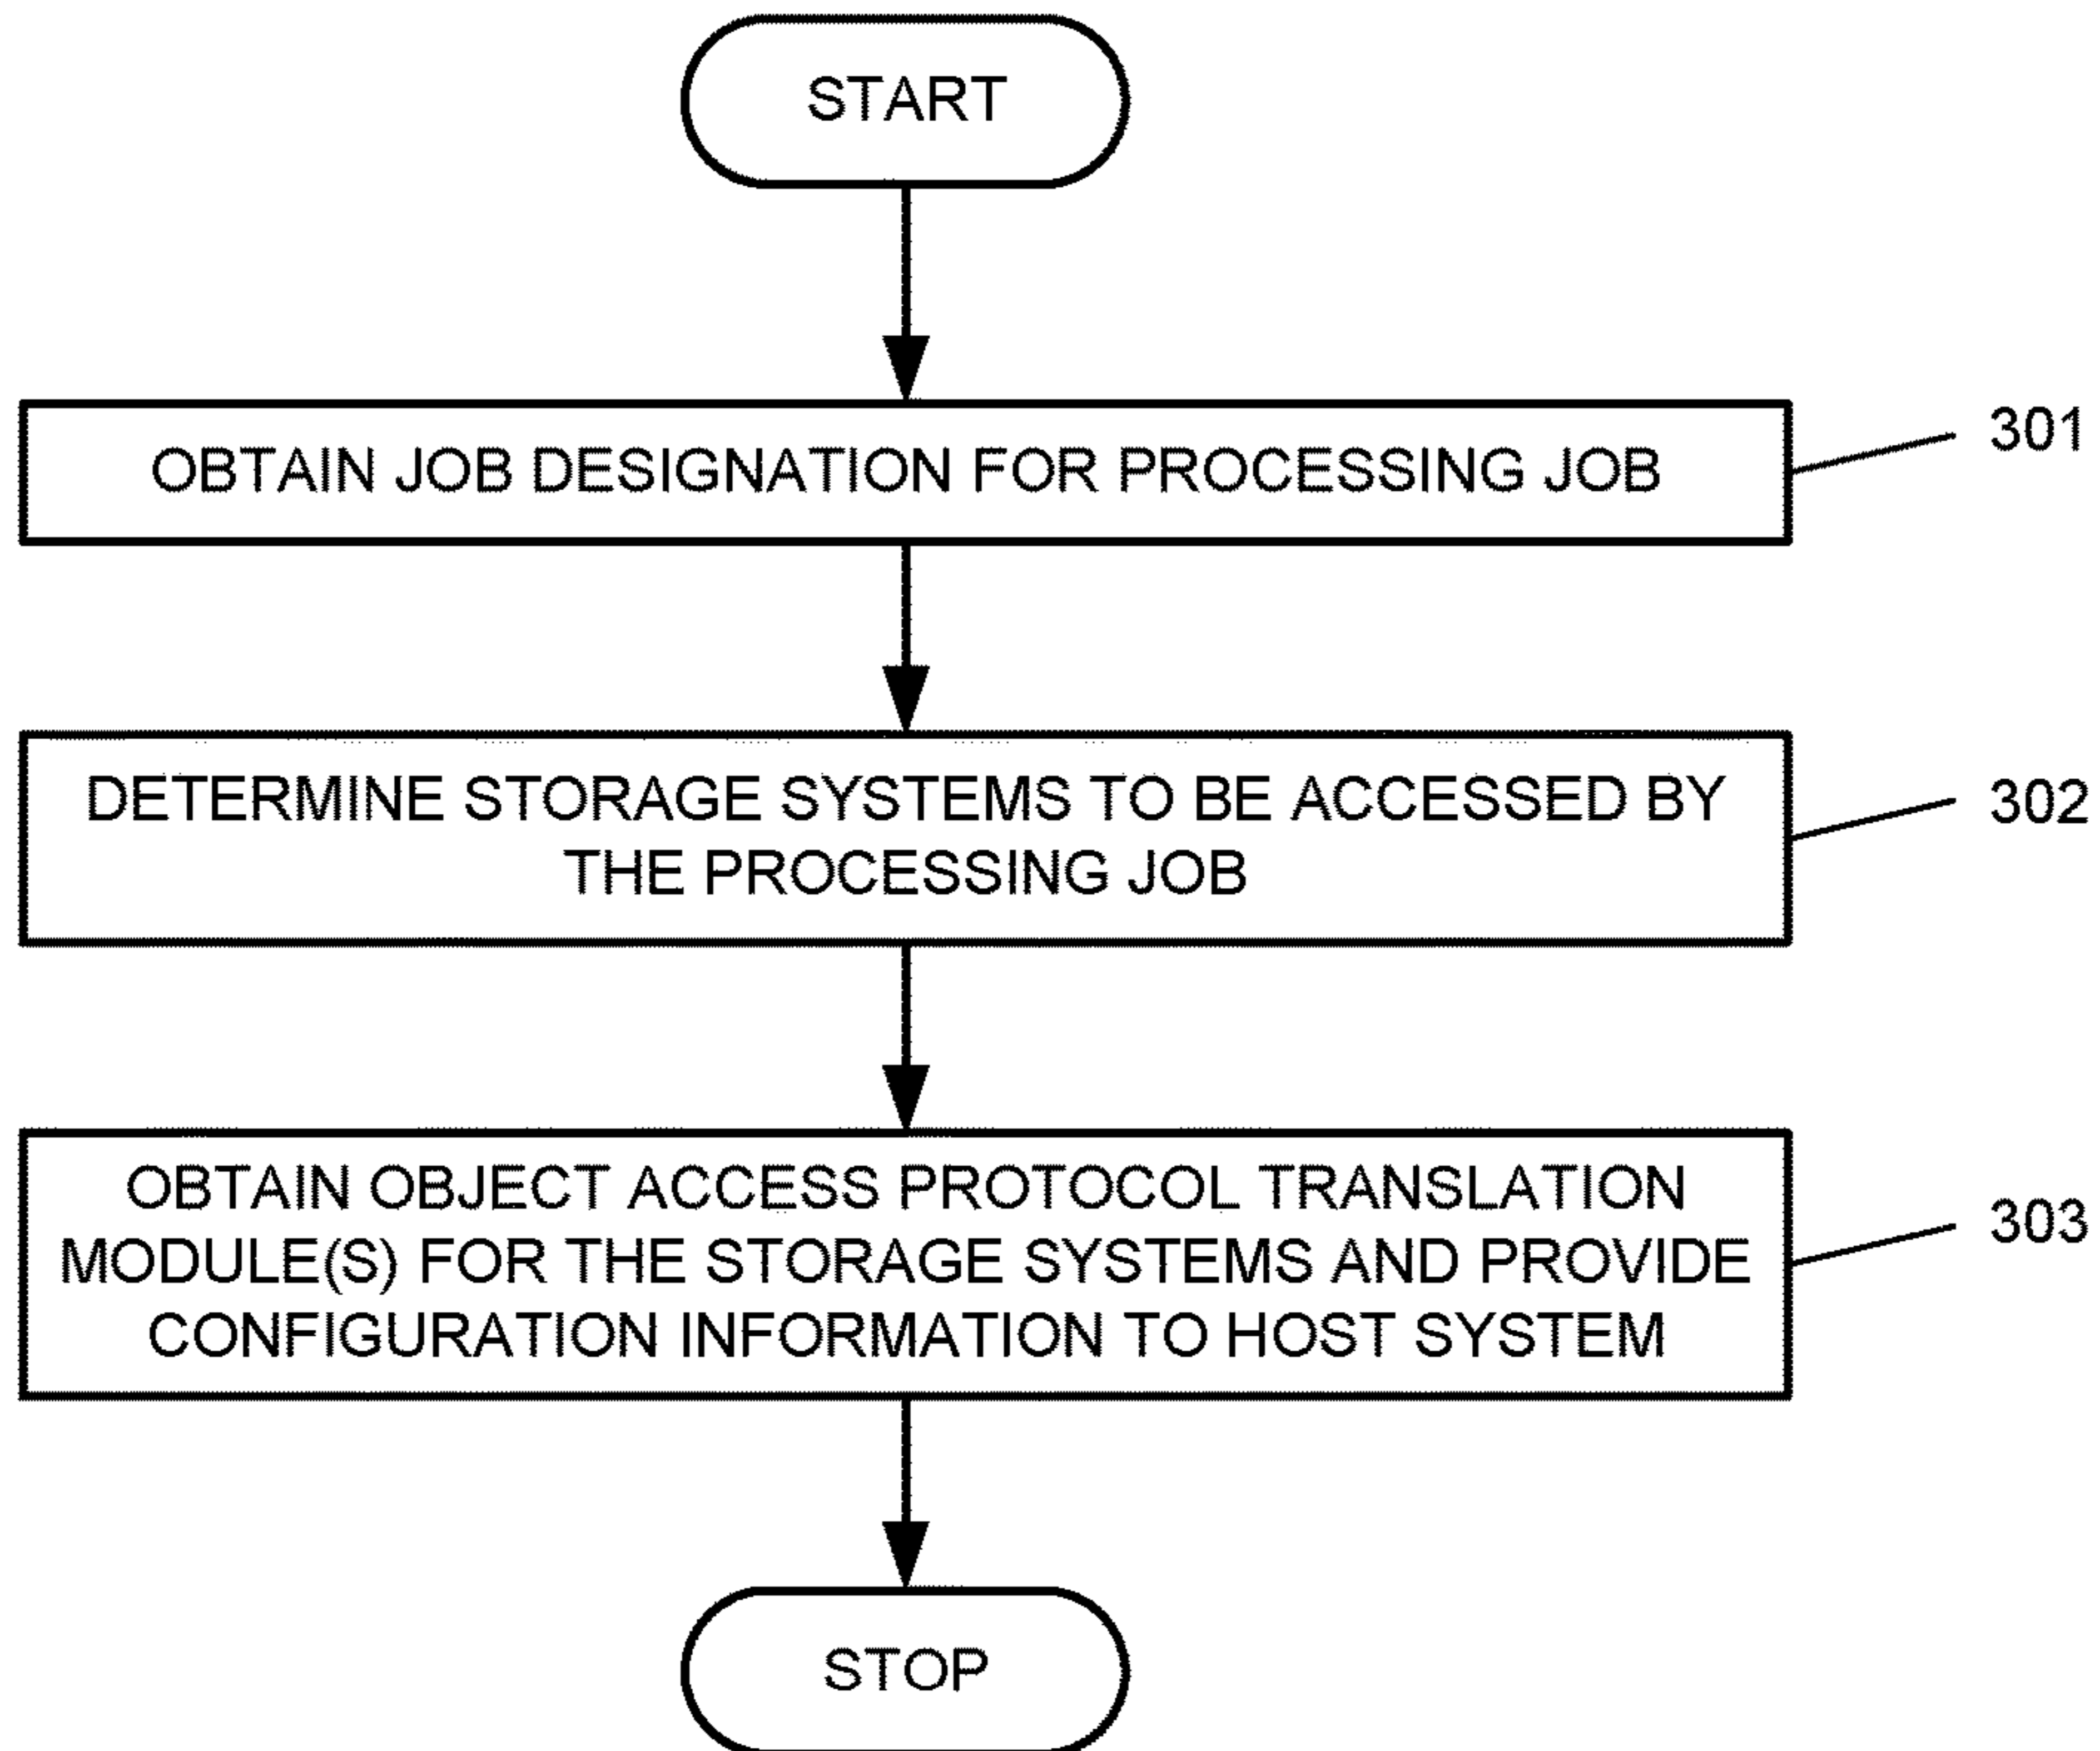 START
OBTAIN JOB DESIGNATION FOR PROCESSING JOB
301
DETERMINE STORAGE SYSTEMS TO BE ACCESSED BY
THE PROCESSING JOB
302
OBTAIN OBJECT ACCESS PROTOCOL TRANSLATION
MODULE(S) FOR THE STORAGE SYSTEMS AND PROVIDE
CONFIGURATION INFORMATION TO HOST SYSTEM
303
STOP